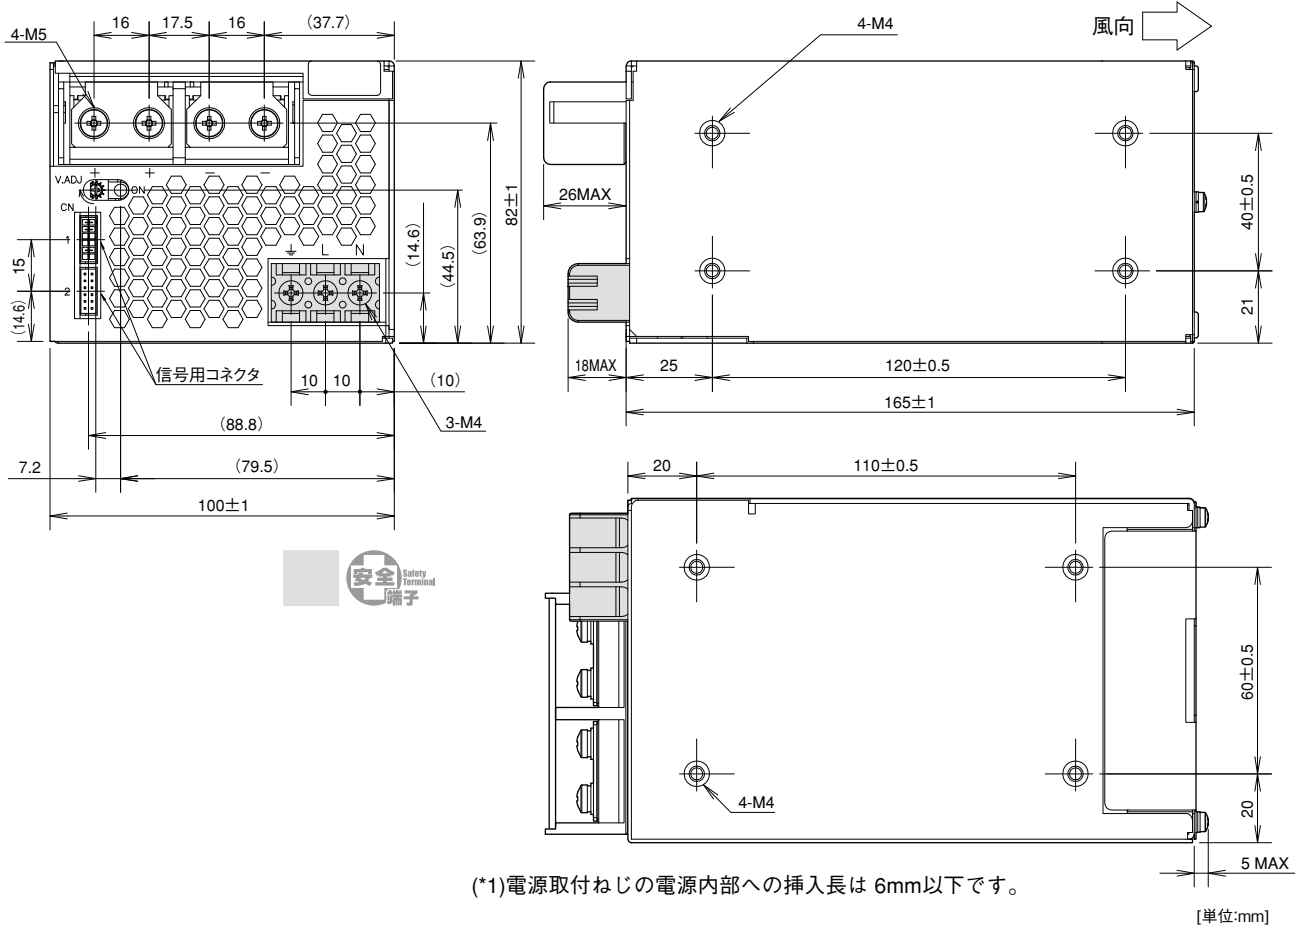 16
17.5
16
(37.7)
4-M5
4-M4
風向
V.ADJ
+
+
−
−
ON
CN
1
2
15
(14.6)
L
N
(14.6)
(44.5)
(63.9)
82±1
信号用コネクタ
10
10
(10)
3-M4
(88.8)
7.2
(79.5)
100±1
26MAX
18MAX
25
120±0.5
165±1
40±0.5
21
安全
端子
Safety
Terminal
20
110±0.5
4-M4
60±0.5
20
5 MAX
(*1)電源取付ねじの電源内部への挿入長は 6mm以下です。
[単位:mm]